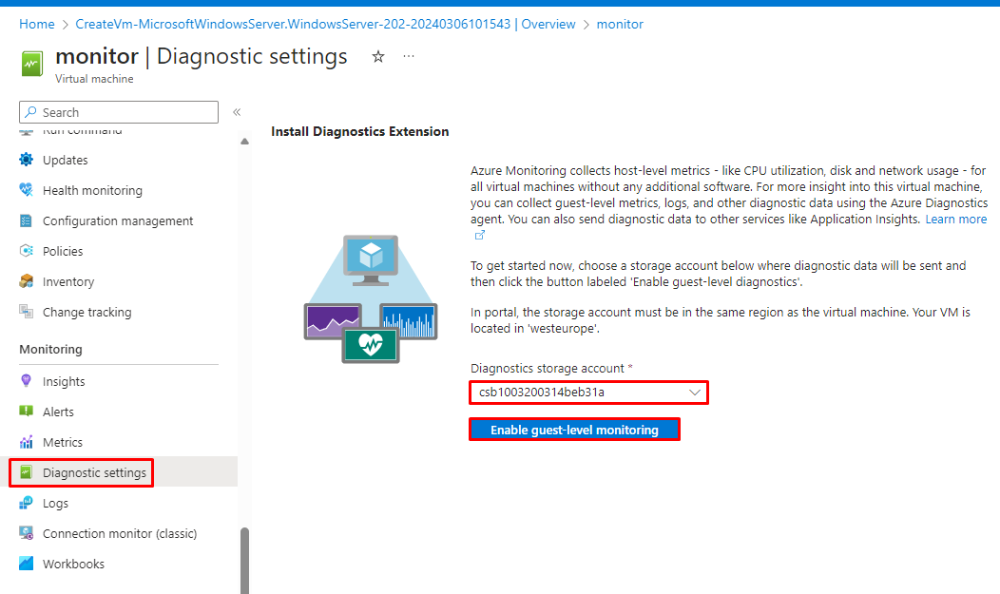 Home > CreateVm-MicrosoftWindowsServer.WindowsServer-202-20240306101543 | Overview > monitor
monitor | Diagnostic settings
Virtual machine
Search
Run command
Updates
Health monitoring
Configuration management
Policies
Inventory
Change tracking
Monitoring
Insights
Alerts
Metrics
Diagnostic settings
Logs
Connection monitor (classic)
Workbooks
Install Diagnostics Extension
Azure Monitoring collects host-level metrics - like CPU utilization, disk and network usage - for
all virtual machines without any additional software. For more insight into this virtual machine,
you can collect guest-level metrics, logs, and other diagnostic data using the Azure Diagnostics
agent. You can also send diagnostic data to other services like Application Insights. Learn more
To get started now, choose a storage account below where diagnostic data will be sent and
then click the button labeled 'Enable guest-level diagnostics'.
In portal, the storage account must be in the same region as the virtual machine. Your VM is
located in 'westeurope'.
Diagnostics storage account *
csb1003200314beb31a
Enable guest-level monitoring